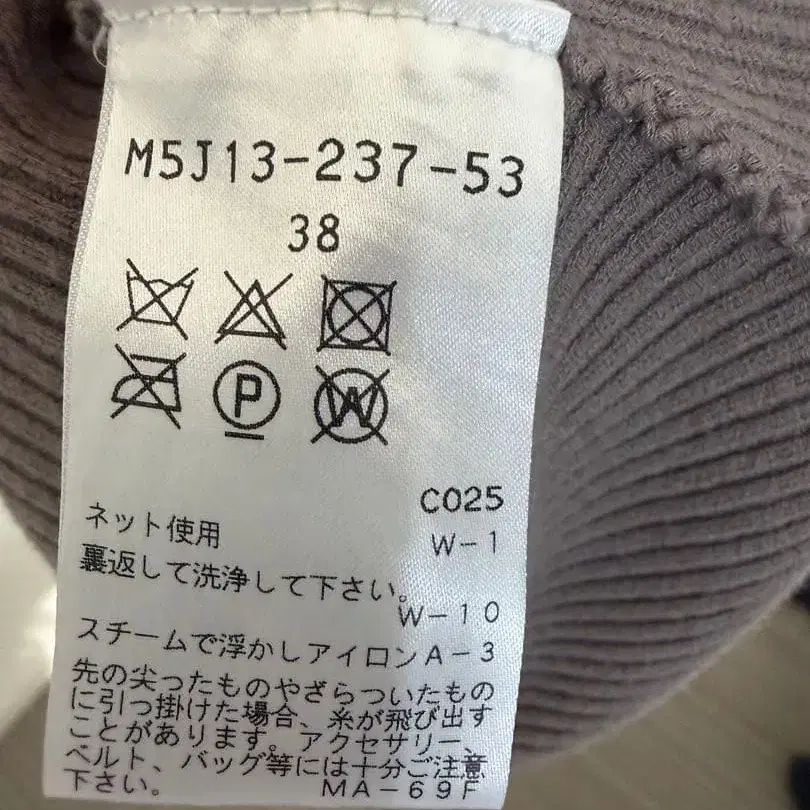 M5J13-237-53
38
P W
C025
ネット使用 W-1
裏返して洗浄して下さい。
W-10
スチームで浮かしアイロンA-3
先の尖ったものやざらついたもの
に引っ掛けた場合、糸が飛び出す
ことがあります。アクセサリー、
ベルト、バッグ等には十分ご注意
下さい。 MA-69F